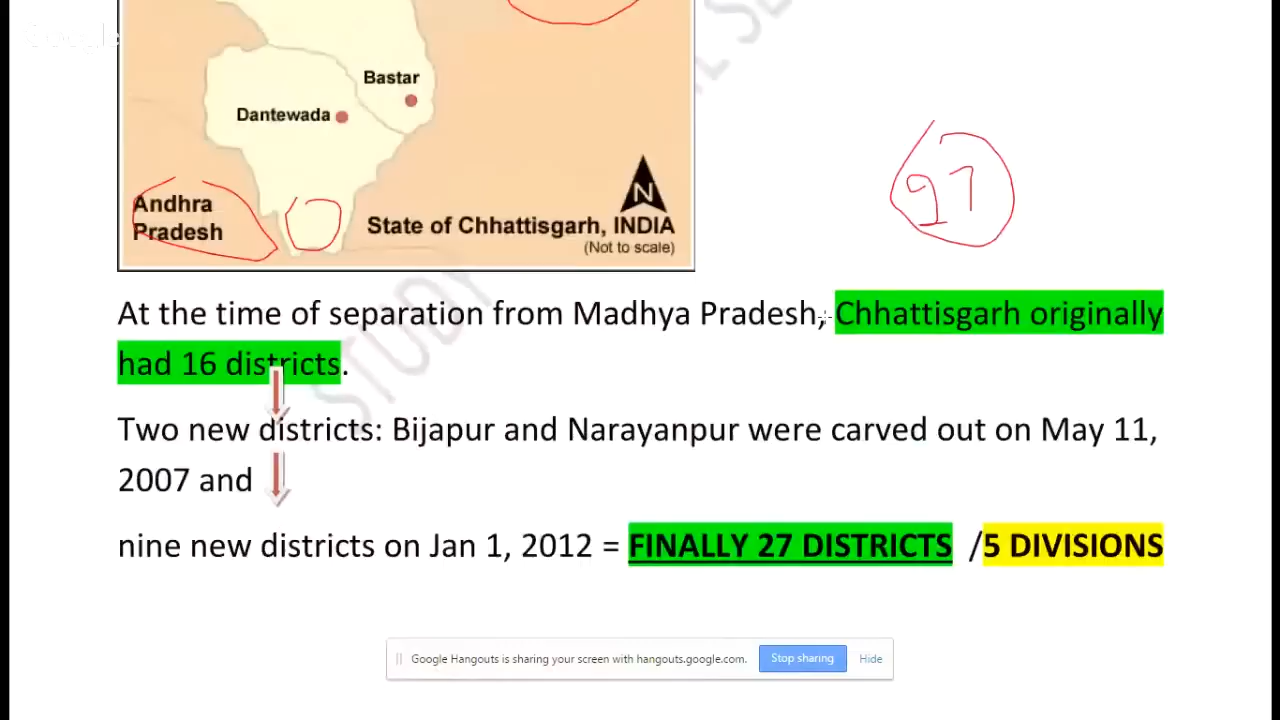 Google
Bastar
Dantewada
Andhra
Pradesh
N
State of Chhattisgarh, INDIA
(Not to scale)
97
At the time of separation from Madhya Pradesh, Chhattisgarh originally
had 16 districts.
Two new districts: Bijapur and Narayanpur were carved out on May 11,
2007 and
nine new districts on Jan 1, 2012 = FINALLY 27 DISTRICTS /5 DIVISIONS
STUDY
Google Hangouts is sharing your screen with hangouts.google.com.
Stop sharing
Hide